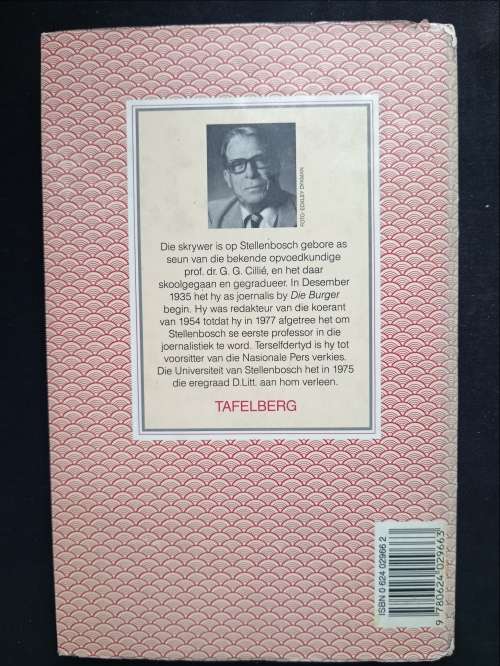 FOTO: ECKLEY DYKMAN
Die skrywer is op Stellenbosch gebore as
seun van die bekende opvoedkundige
prof. dr. G. G. Cillié, en het daar
skoolgegaan en gegradueer. In Desember
1935 het hy as joernalis by Die Burger
begin. Hy was redakteur van die koerant
van 1954 totdat hy in 1977 afgetree het om
Stellenbosch se eerste professor in die
joernalistiek te word. Terselfdertyd is hy tot
voorsitter van die Nasionale Pers verkies.
Die Universiteit van Stellenbosch het in 1975
die eregraad D.Litt. aan hom verleen.
TAFELBERG
ISBN 0 624 02966 2
9 780624 029663